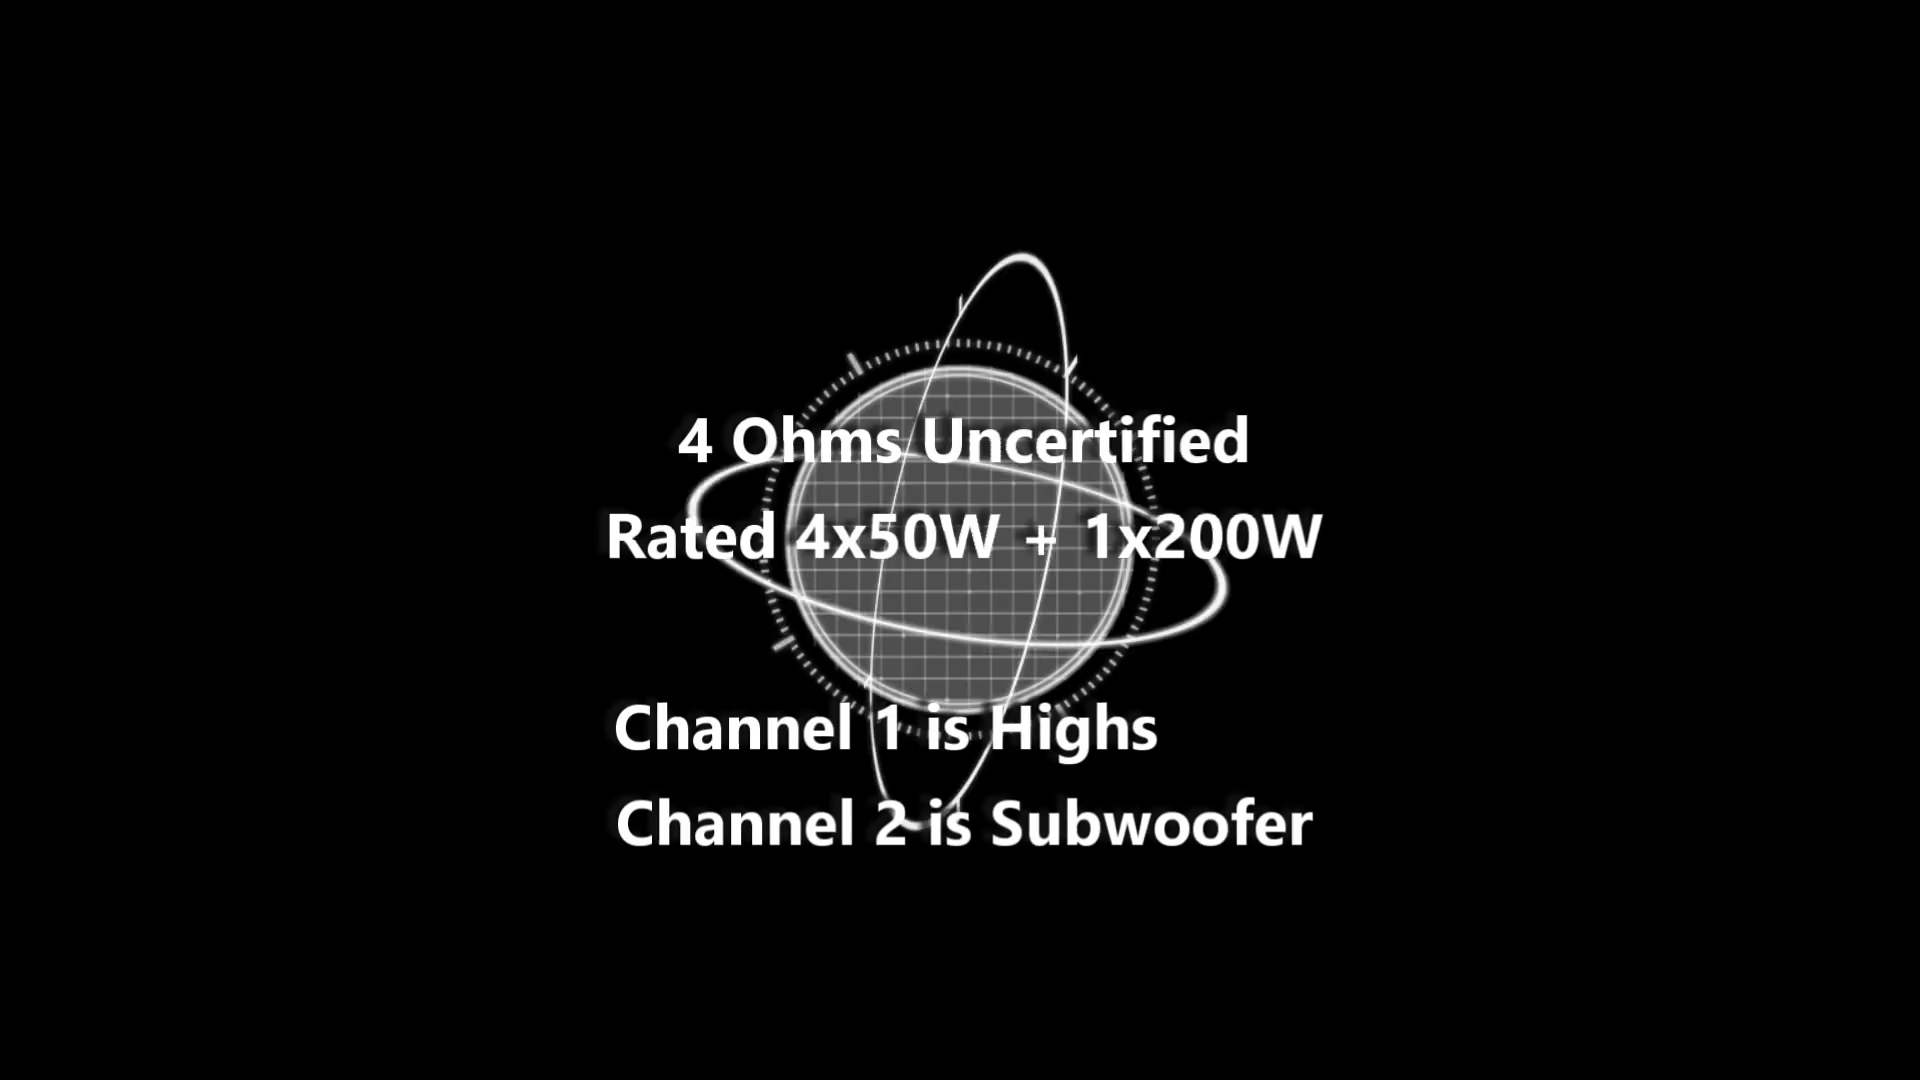 4 Ohms Uncertified
Rated 4x50W + 1x200W
Channel 1 is Highs
Channel 2 is Subwoofer